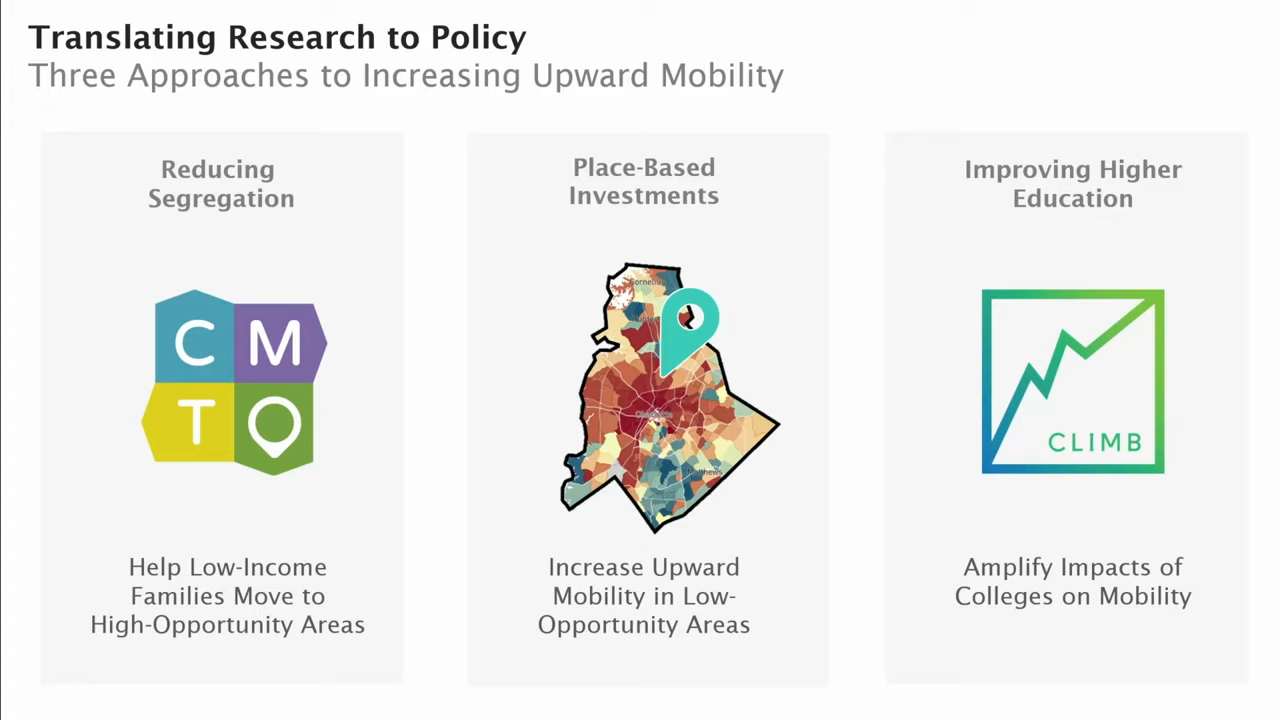 Translating Research to Policy
Three Approaches to Increasing Upward Mobility
Reducing
Segregation
C M
T O
Help Low-Income
Families Move to
High-Opportunity Areas
Place-Based
Investments
Cornelius
Matthews
Increase Upward
Mobility in Low-
Opportunity Areas
Improving Higher
Education
CLIMB
Amplify Impacts of
Colleges on Mobility